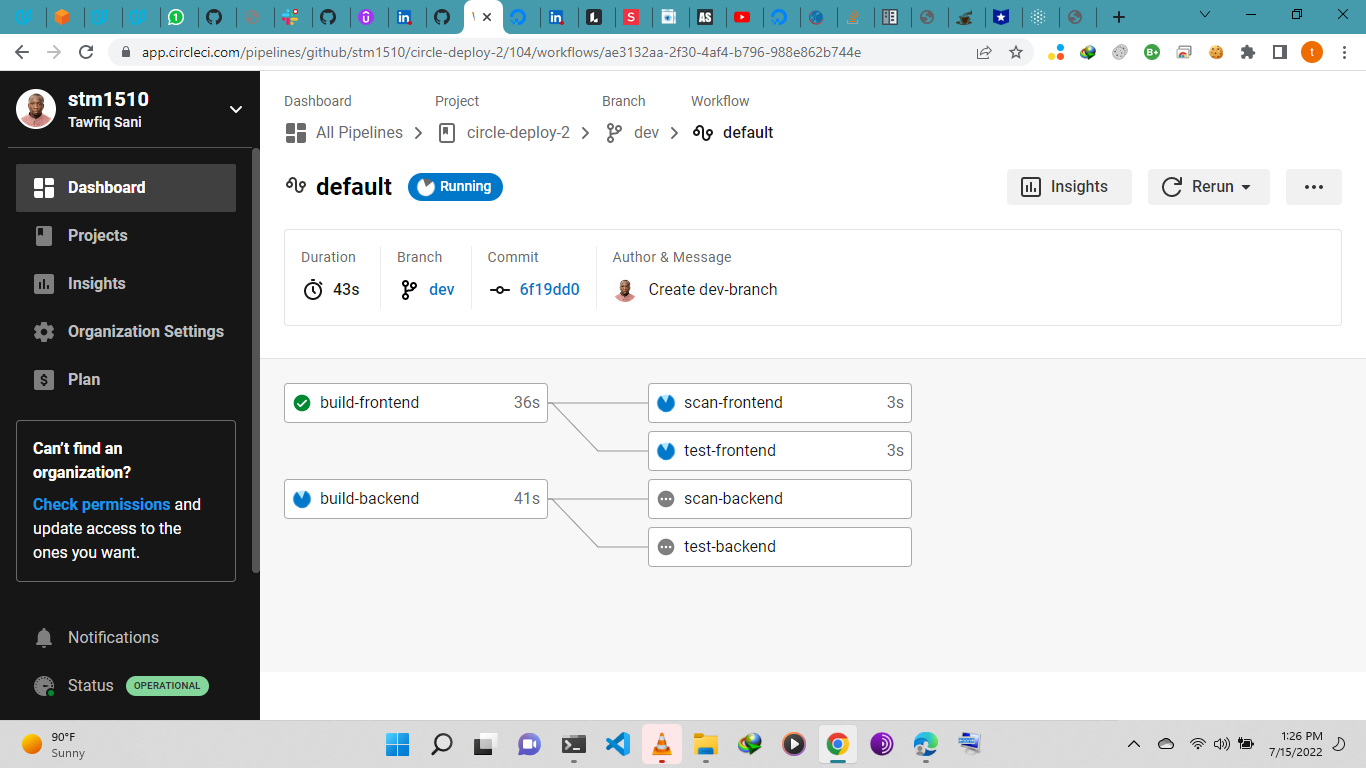 app.circleci.com/pipelines/github/stm1510/circle-deploy-2/104/workflows/ae3132aa-2f30-4af4-b796-988e862b744e
stm1510
Tawfiq Sani
Dashboard
Projects
Insights
Organization Settings
Plan
Can't find an
organization?
Check permissions and
update access to the
ones you want.
Notifications
Status OPERATIONAL
Dashboard Project Branch Workflow
All Pipelines circle-deploy-2 dev default
default Running Insights Rerun
Duration Branch Commit Author & Message
43s dev 6f19dd0 Create dev-branch
build-frontend 36s scan-frontend 3s
test-frontend 3s
build-backend 41s scan-backend
test-backend
90°F
Sunny
1:26 PM
7/15/2022